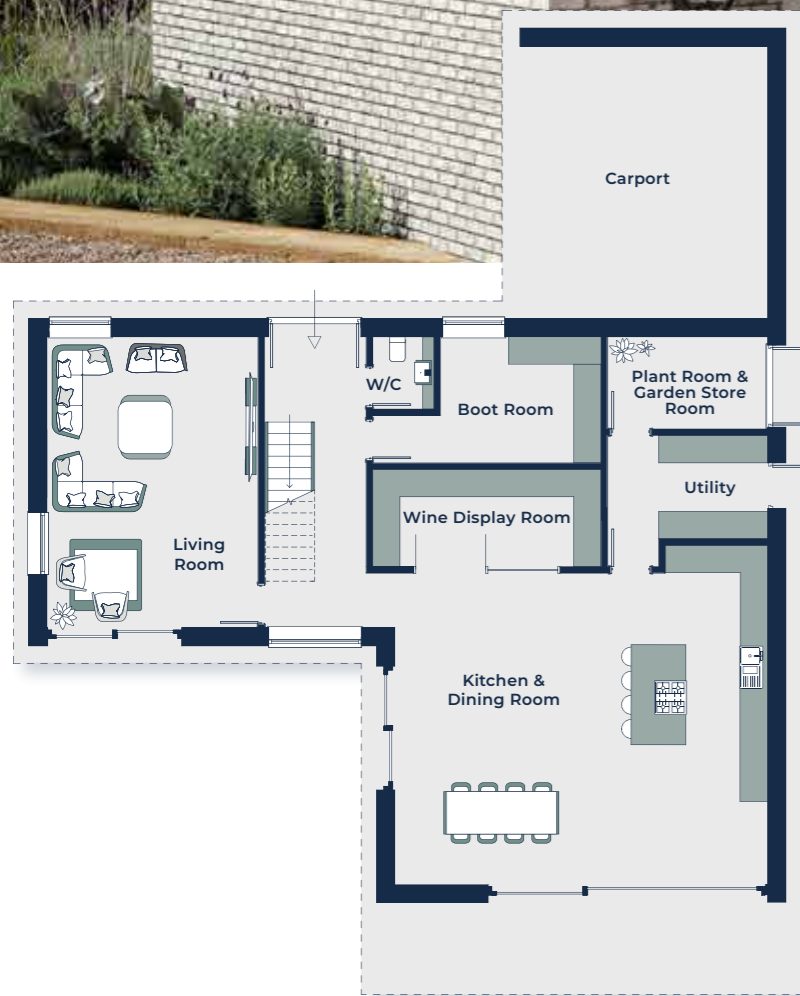 Carport
W/C
Boot Room
Plant Room &
Garden Store
Room
Utility
Wine Display Room
Living
Room
Kitchen &
Dining Room